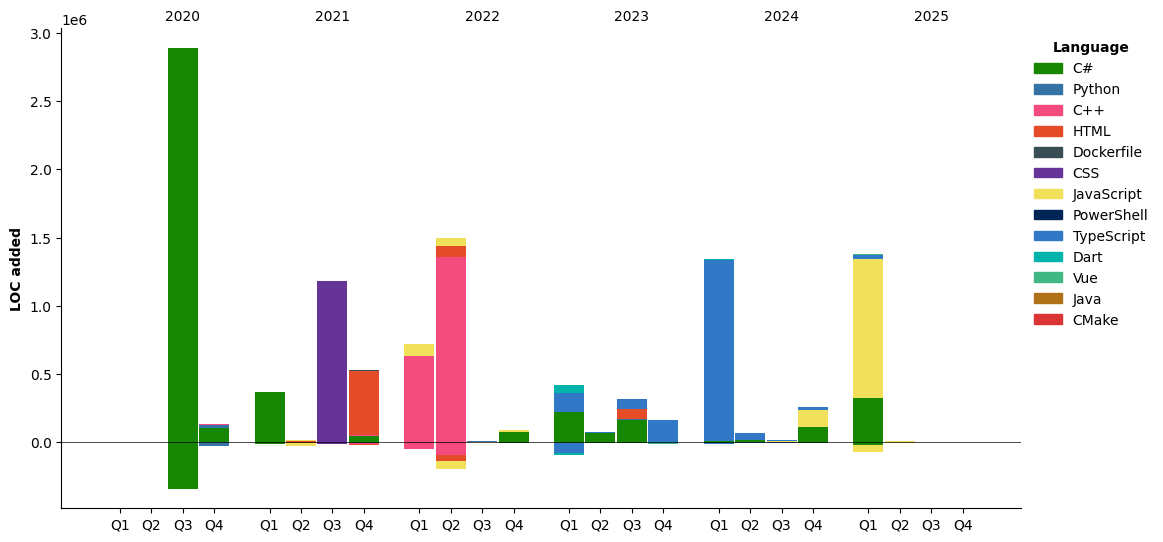 1e6
2020 2021 2022 2023 2024 2025
3.0
2.5
2.0
1.5
1.0
0.5
0.0
LOC added
Q1 Q2 Q3 Q4 Q1 Q2 Q3 Q4 Q1 Q2 Q3 Q4 Q1 Q2 Q3 Q4 Q1 Q2 Q3 Q4 Q1 Q2 Q3 Q4
Language
C#
Python
C++
HTML
Dockerfile
CSS
JavaScript
PowerShell
TypeScript
Dart
Vue
Java
CMake